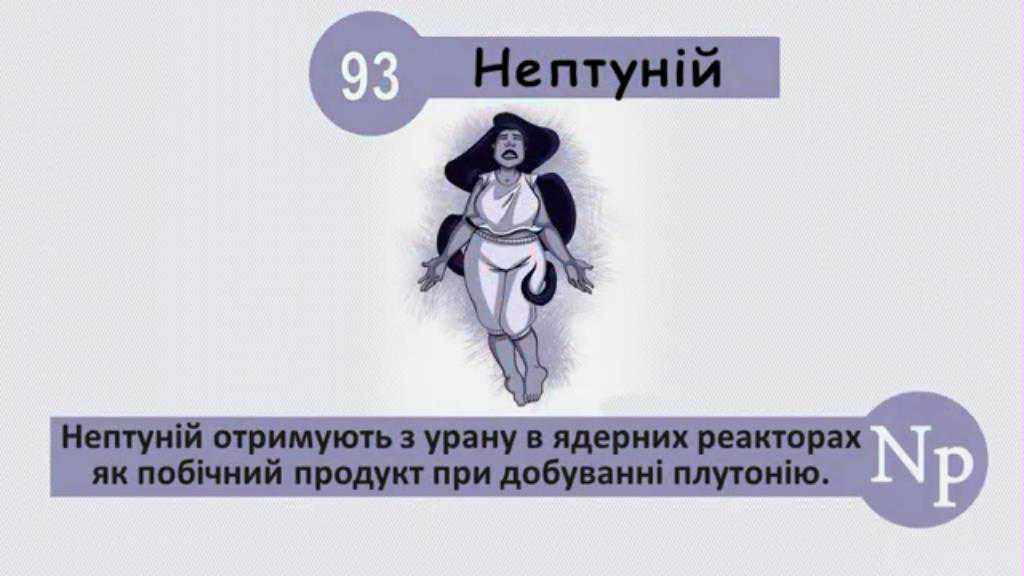 93
Нептуній
Нептуній отримують з урану в ядерних реакторах
як побічний продукт при добуванні плутонію.
Np